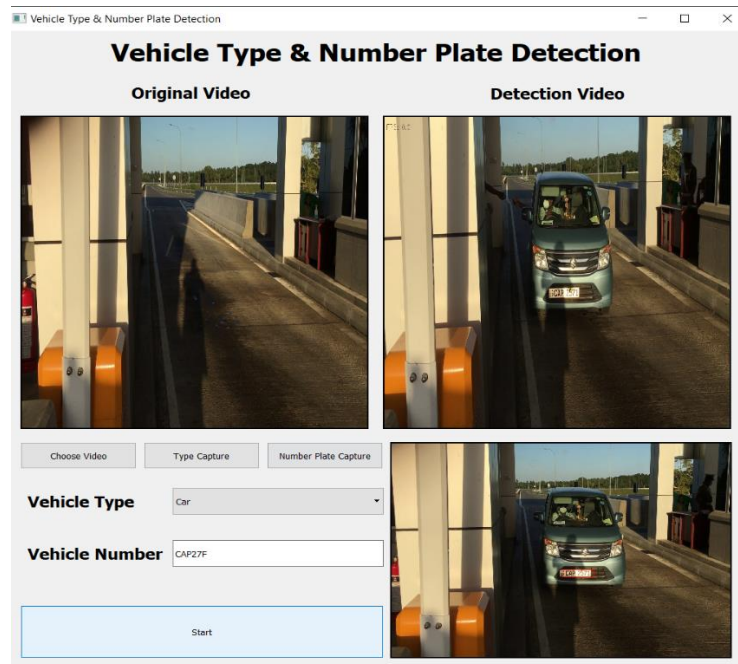 Vehicle Type & Number Plate Detection
Vehicle Type & Number Plate Detection
Original Video
Detection Video
Choose Video
Type Capture
Number Plate Capture
Vehicle Type
Car
Vehicle Number
CAP27F
Start